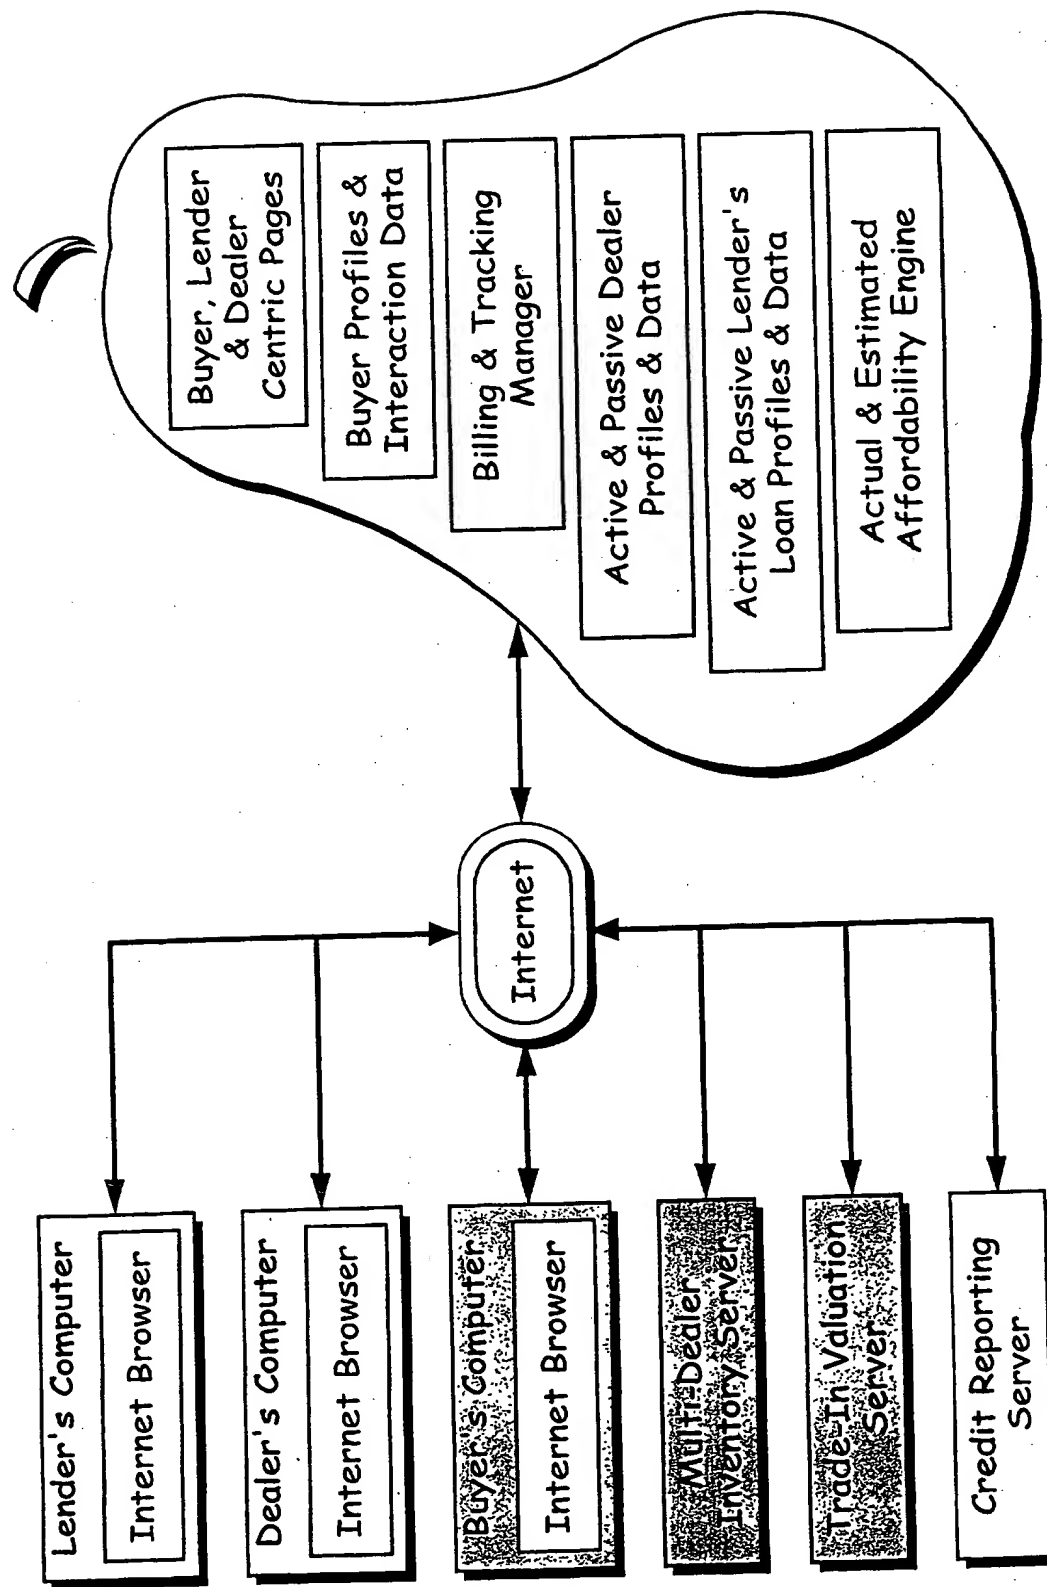 Lender's Computer
Internet Browser
Dealer's Computer
Internet Browser
Buyer's Computer
Internet Browser
Multi-Dealer
Inventory Server
Trade-In Valuation
Server
Credit Reporting
Server
Internet
Buyer, Lender
& Dealer
Centric Pages
Buyer Profiles &
Interaction Data
Billing & Tracking
Manager
Active & Passive Dealer
Profiles & Data
Active & Passive Lender's
Loan Profiles & Data
Actual & Estimated
Affordability Engine